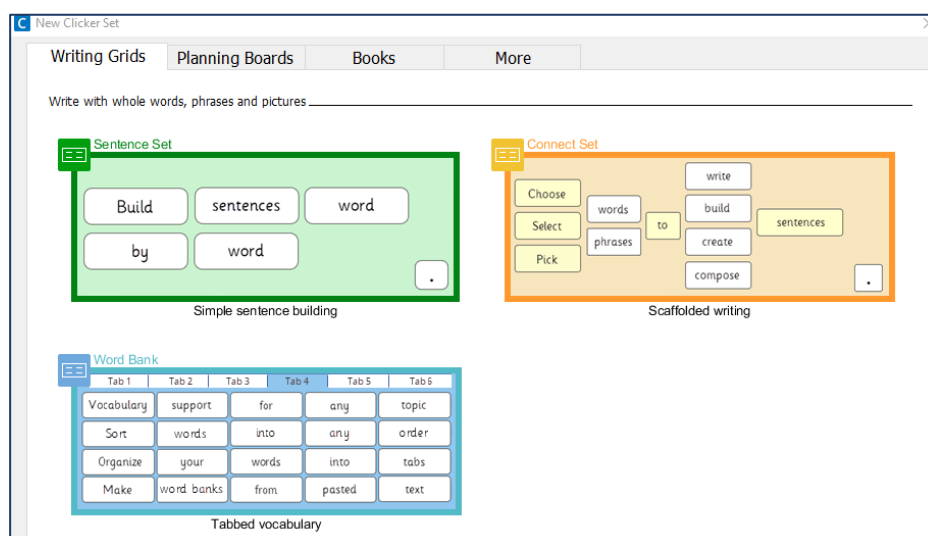 C New Clicker Set
Writing Grids Planning Boards Books More
Write with whole words, phrases and pictures
Sentence Set
Build sentences word
by word
.
Simple sentence building
Connect Set
Choose
Select
Pick
words
phrases
to
write
build
create
compose
sentences
.
Scaffolded writing
Word Bank
Tab 1 Tab 2 Tab 3 Tab 4 Tab 5 Tab 6
Vocabulary support for any topic
Sort words into any order
Organize your words into tabs
Make word banks from pasted text
Tabbed vocabulary